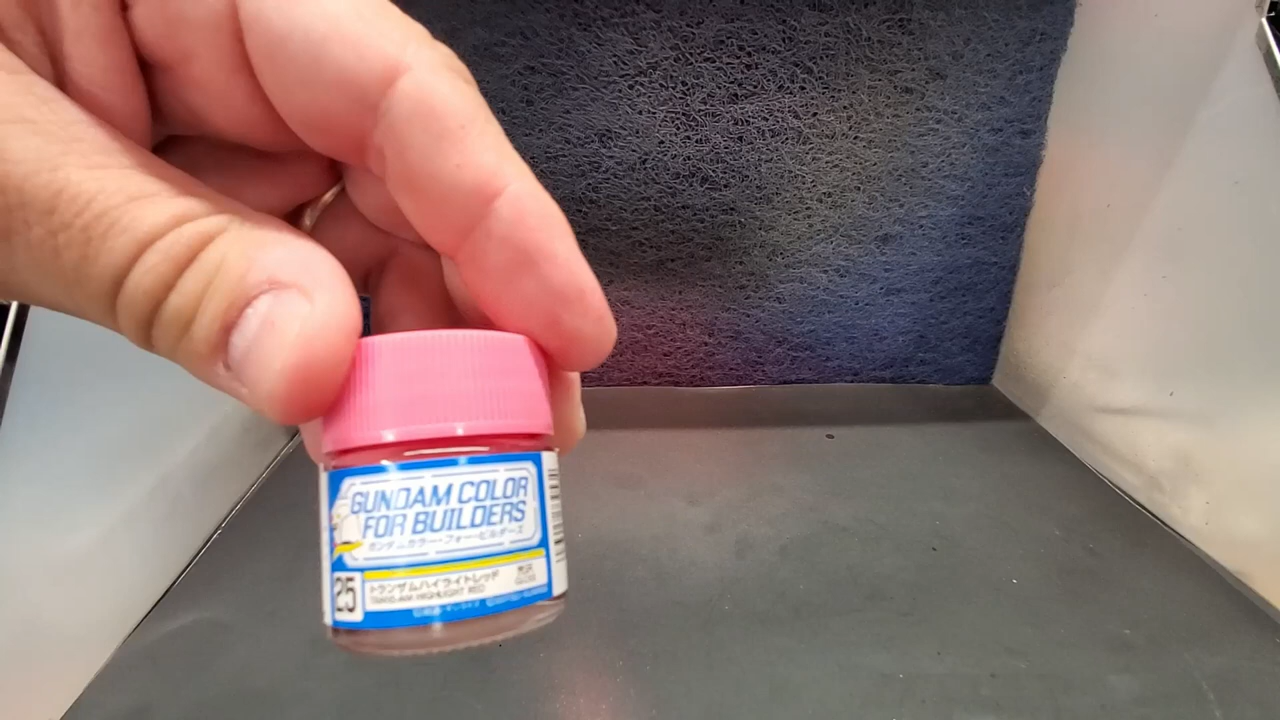 GUNDAM COLOR
FOR BUILDERS
ガンダムカラー・フォー・ビルダーズ
25
トランザムハイライトレッド
TRANS-AM HIGHLIGHT RED
光沢
GLOSS